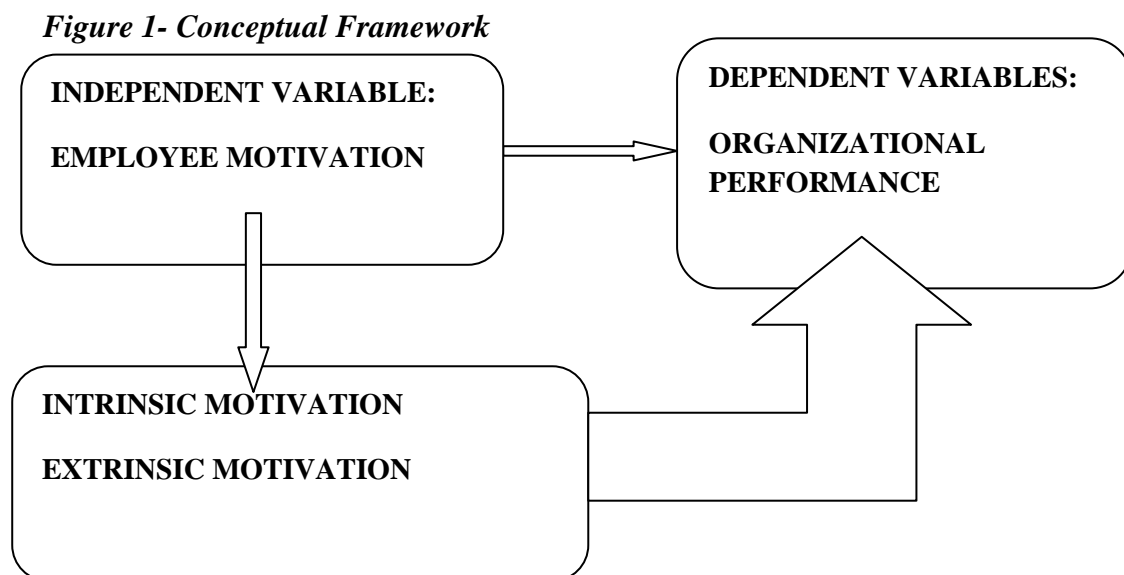 Figure 1- Conceptual Framework
INDEPENDENT VARIABLE:
EMPLOYEE MOTIVATION
DEPENDENT VARIABLES:
ORGANIZATIONAL
PERFORMANCE
INTRINSIC MOTIVATION
EXTRINSIC MOTIVATION